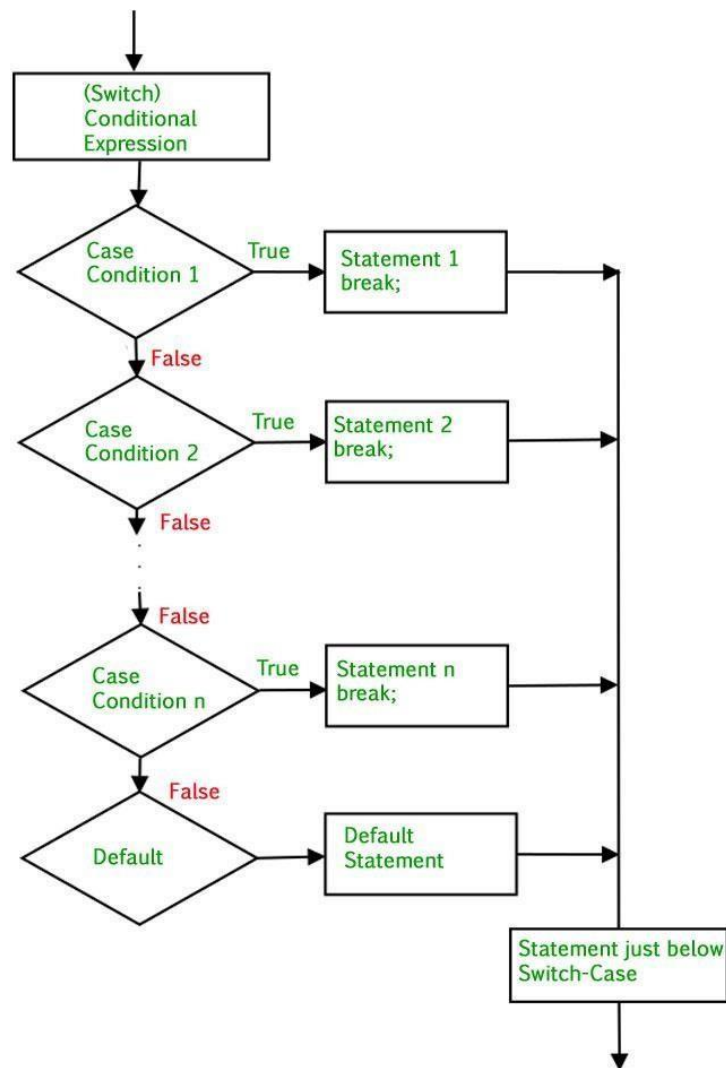 (Switch)
Conditional
Expression
Case
Condition 1
True
Statement 1
break;
False
Case
Condition 2
True
Statement 2
break;
False
False
Case
Condition n
True
Statement n
break;
False
Default
Default
Statement
Statement just below
Switch-Case